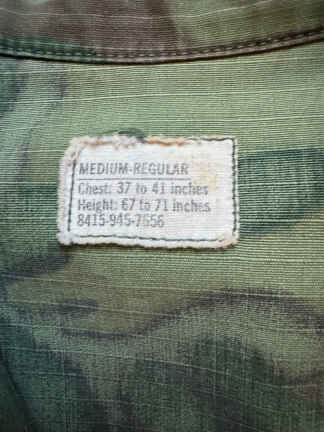 MEDIUM-REGULAR
Chest: 37 to 41 inches
Height: 67 to 71 inches
8415-945-7656